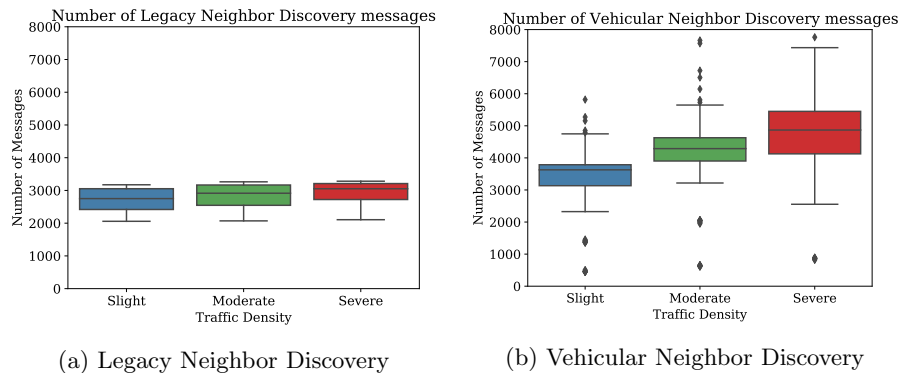 Number of Legacy Neighbor Discovery messages
8000
7000
6000
5000
4000
3000
2000
1000
0
Number of Messages
Slight
Moderate
Severe
Traffic Density
(a) Legacy Neighbor Discovery
Number of Vehicular Neighbor Discovery messages
8000
7000
6000
5000
4000
3000
2000
1000
0
Number of Messages
Slight
Moderate
Severe
Traffic Density
(b) Vehicular Neighbor Discovery